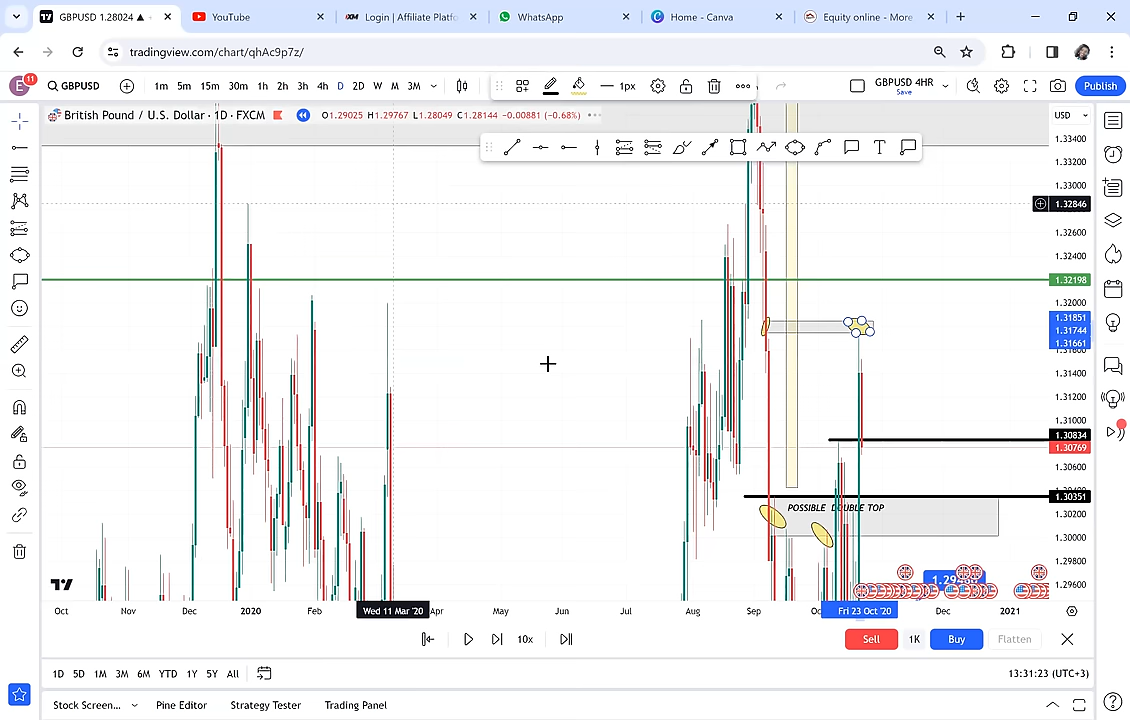 GBPUSD 1.28024 ▲
YouTube
Login | Affiliate Platfo
WhatsApp
Home - Canva
Equity online - More
tradingview.com/chart/qhAc9p7z/
E 11
GBPUSD
1m 5m 15m 30m 1h 2h 3h 4h D 2D W M 3M
1px
GBPUSD 4HR
Save
Publish
British Pound / U.S. Dollar · 1D · FXCM
O1.29025 H1.29767 L1.28049 C1.28144 −0.00881 (−0.68%)
USD
1.33400
1.33200
1.33000
1.32846
1.32600
1.32400
1.32198
1.32000
1.31851
1.31744
1.31661
1.31400
1.31200
1.31000
1.30834
1.30769
1.30600
1.30351
1.30200
1.30000
1.29800
1.29600
POSSIBLE DOUBLE TOP
Oct Nov Dec 2020 Feb Wed 11 Mar '20 Apr May Jun Jul Aug Sep Fri 23 Oct '20 Dec 2021
10x
Sell 1K Buy Flatten
1D 5D 1M 3M 6M YTD 1Y 5Y All
13:31:23 (UTC+3)
Stock Screen... Pine Editor Strategy Tester Trading Panel